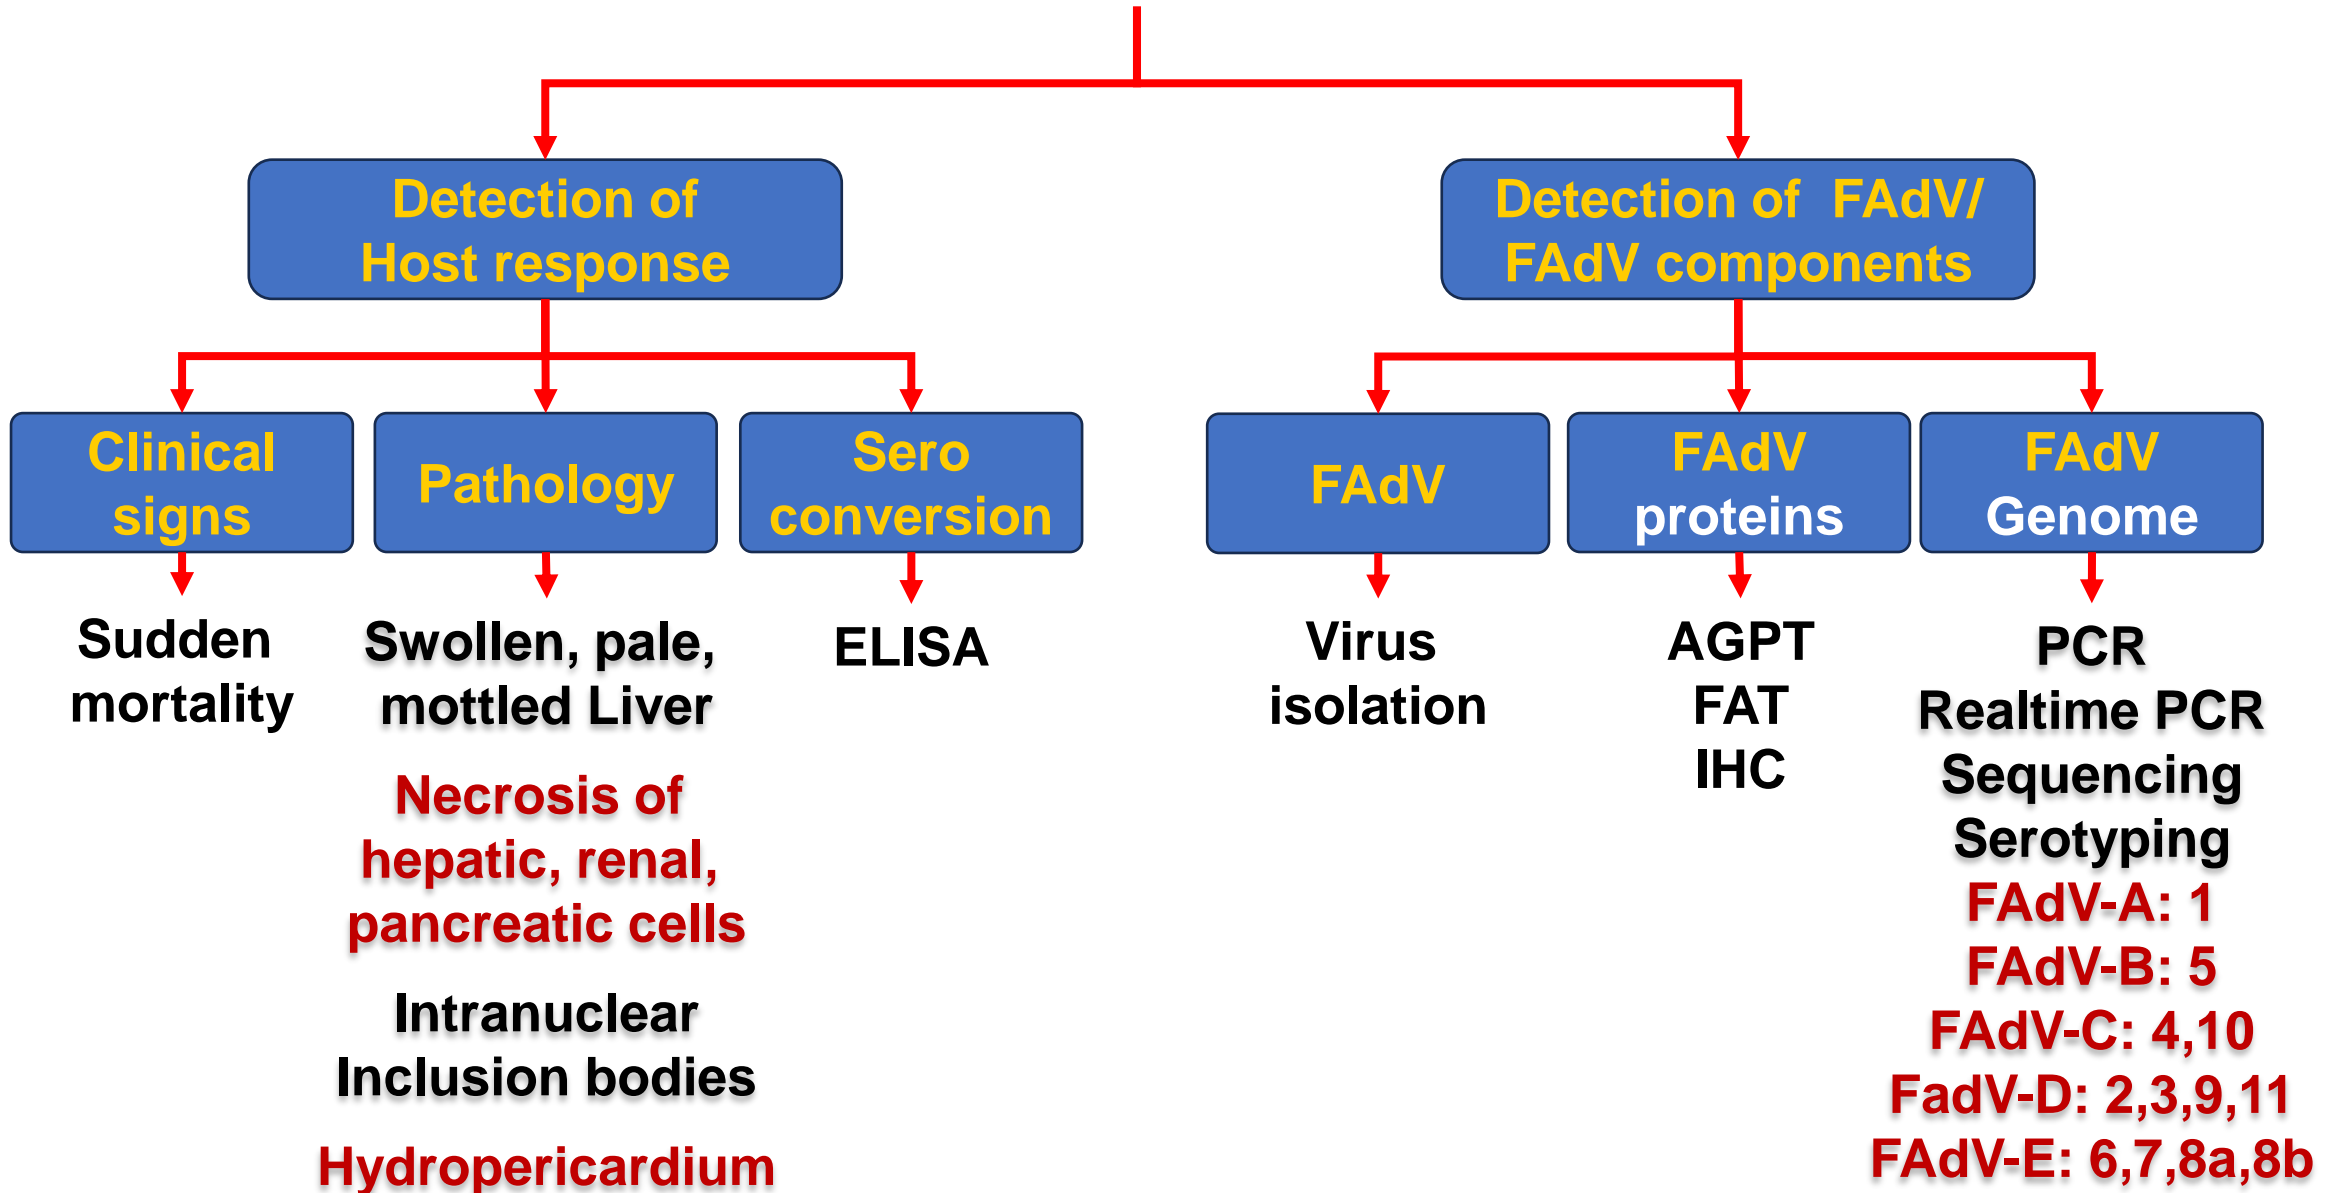 Detection of
Host response
Detection of FAdV/
FAdV components
Clinical
signs
Pathology
Sero
conversion
FAdV
FAdV
proteins
FAdV
Genome
Sudden
mortality
Swollen, pale,
mottled Liver
Necrosis of
hepatic, renal,
pancreatic cells
Intranuclear
Inclusion bodies
Hydropericardium
ELISA
Virus
isolation
AGPT
FAT
IHC
PCR
Realtime PCR
Sequencing
Serotyping
FAdV-A: 1
FAdV-B: 5
FAdV-C: 4,10
FadV-D: 2,3,9,11
FAdV-E: 6,7,8a,8b